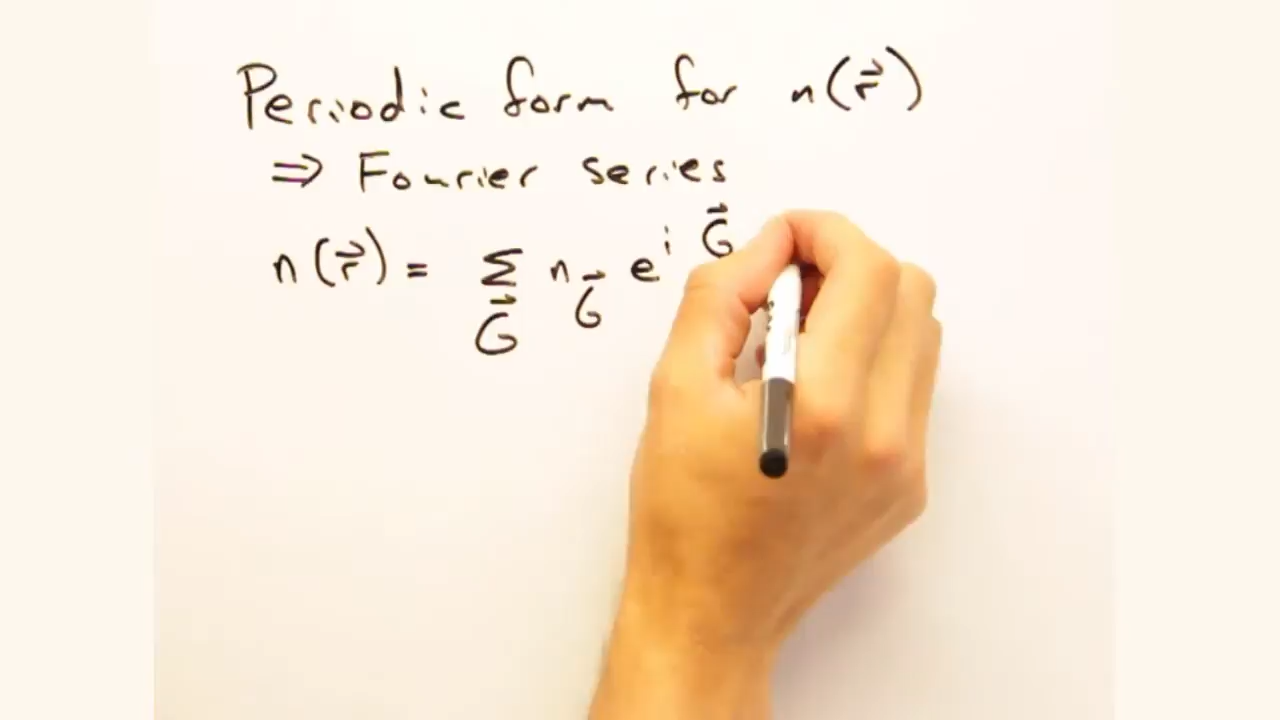 Periodic form for n(r⃗)
⇒ Fourier series
n(r⃗) = Σ_G⃗ n_G⃗ e^{i G⃗